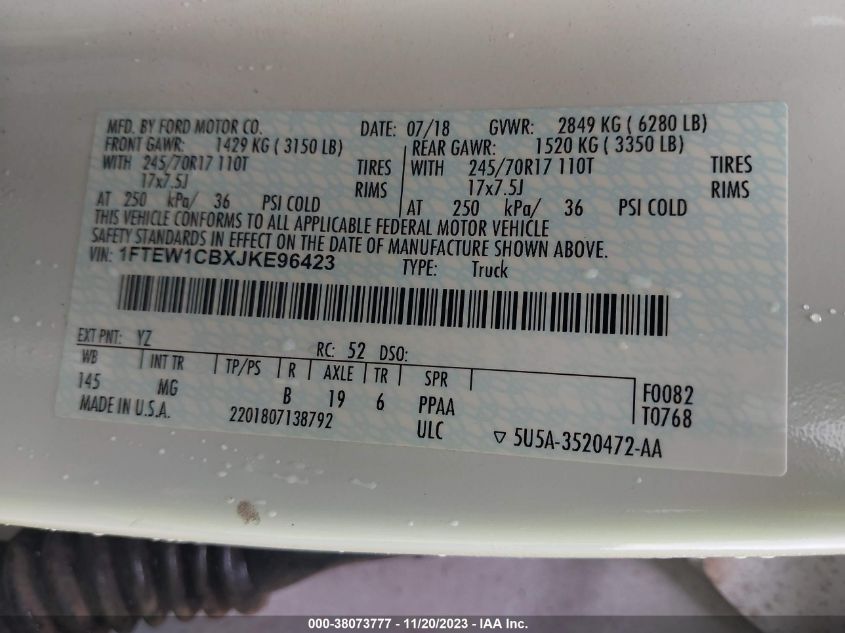 MFD. BY FORD MOTOR CO. DATE: 07/18 GVWR: 2849 KG ( 6280 LB)
FRONT GAWR: 1429 KG ( 3150 LB) REAR GAWR: 1520 KG ( 3350 LB)
WITH 245/70R17 110T TIRES WITH 245/70R17 110T TIRES
17x7.5J RIMS 17x7.5J RIMS
AT 250 kPa/ 36 PSI COLD AT 250 kPa/ 36 PSI COLD
THIS VEHICLE CONFORMS TO ALL APPLICABLE FEDERAL MOTOR VEHICLE
SAFETY STANDARDS IN EFFECT ON THE DATE OF MANUFACTURE SHOWN ABOVE.
VIN: 1FTEW1CBXJKE96423 TYPE: Truck
EXT PNT: YZ RC: 52 DSO:
WB INT TR TP/PS R AXLE TR SPR
145 MG B 19 6 PPAA F0082
MADE IN U.S.A. 2201807138792 ULC T0768
5U5A-3520472-AA
000-38073777 - 11/20/2023 - IAA Inc.